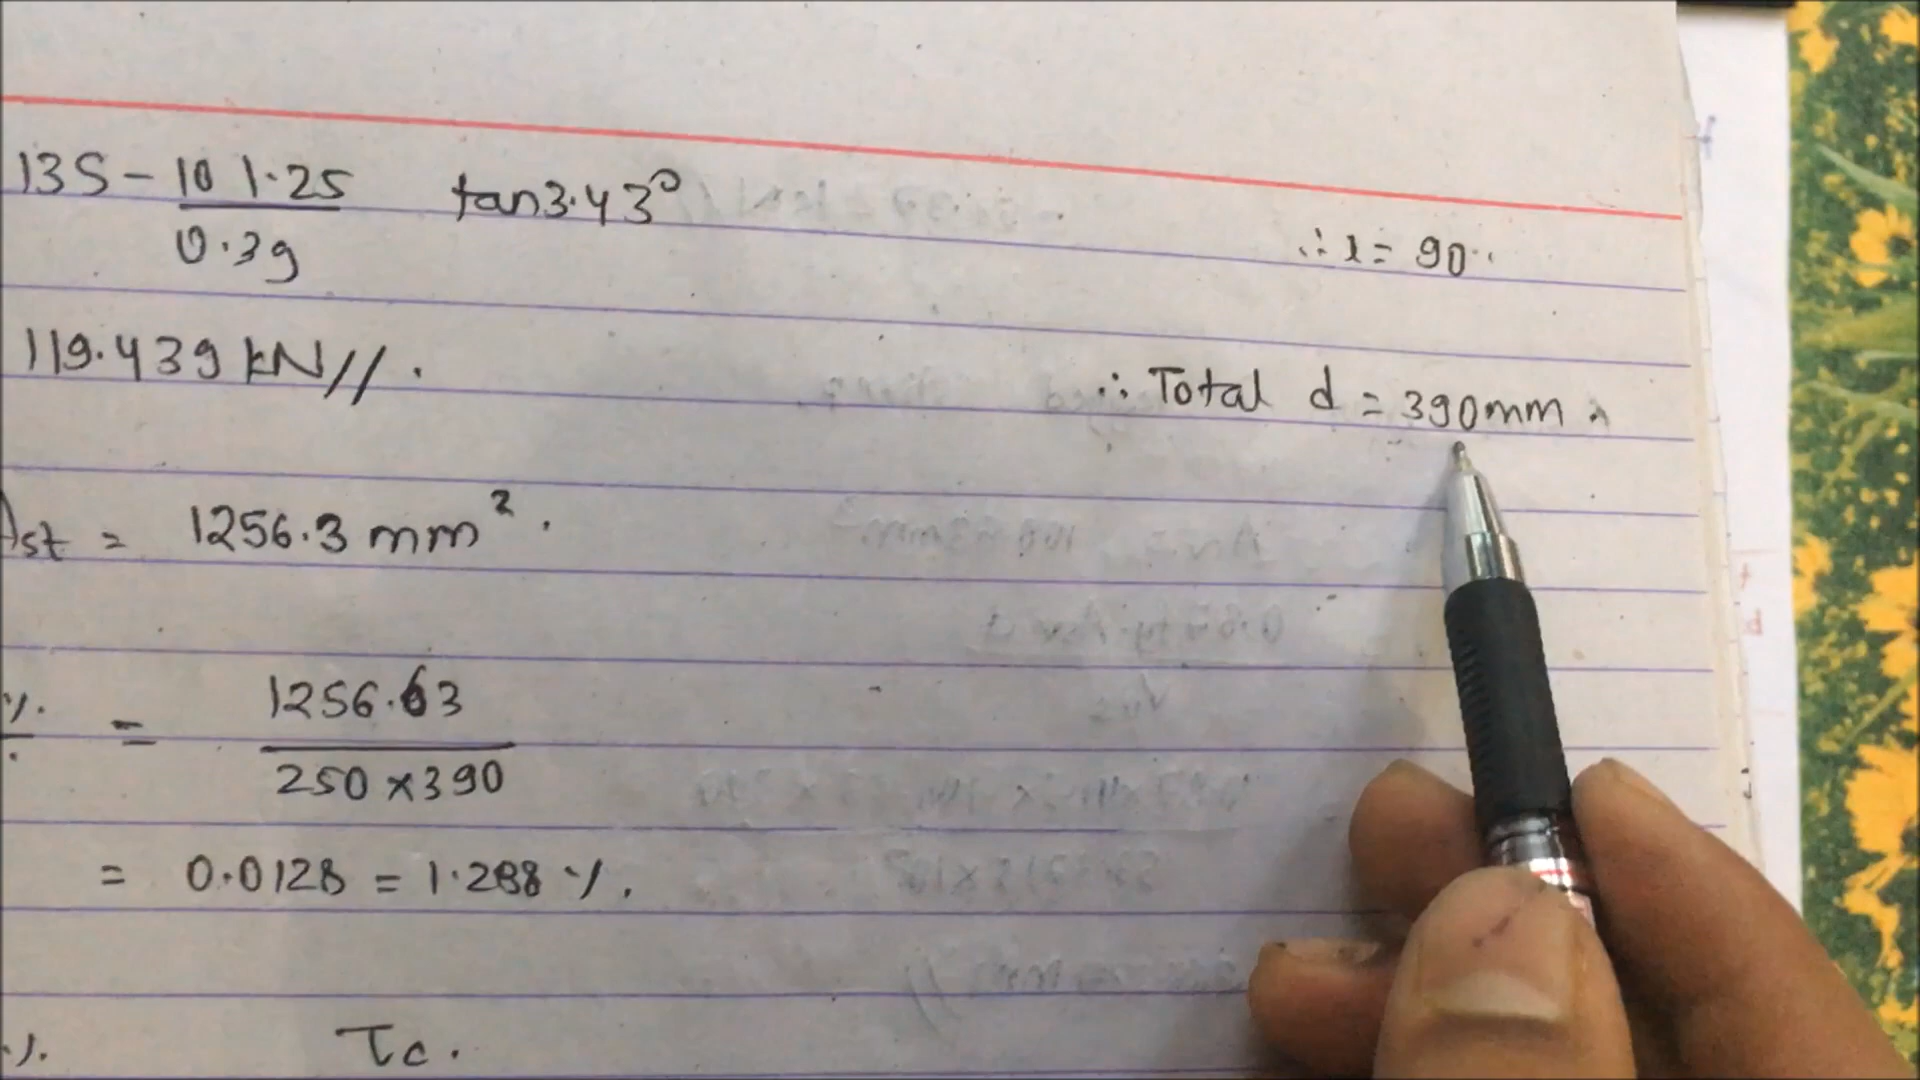 135 - 101.25 tan3.43°
0.39
∴ x = 90.
119.439 kN//.
∴ Total d = 390mm.
Ast = 1256.3 mm².
%. = 1256.63
250 x 390
= 0.0128 = 1.288 %.
%. τc.